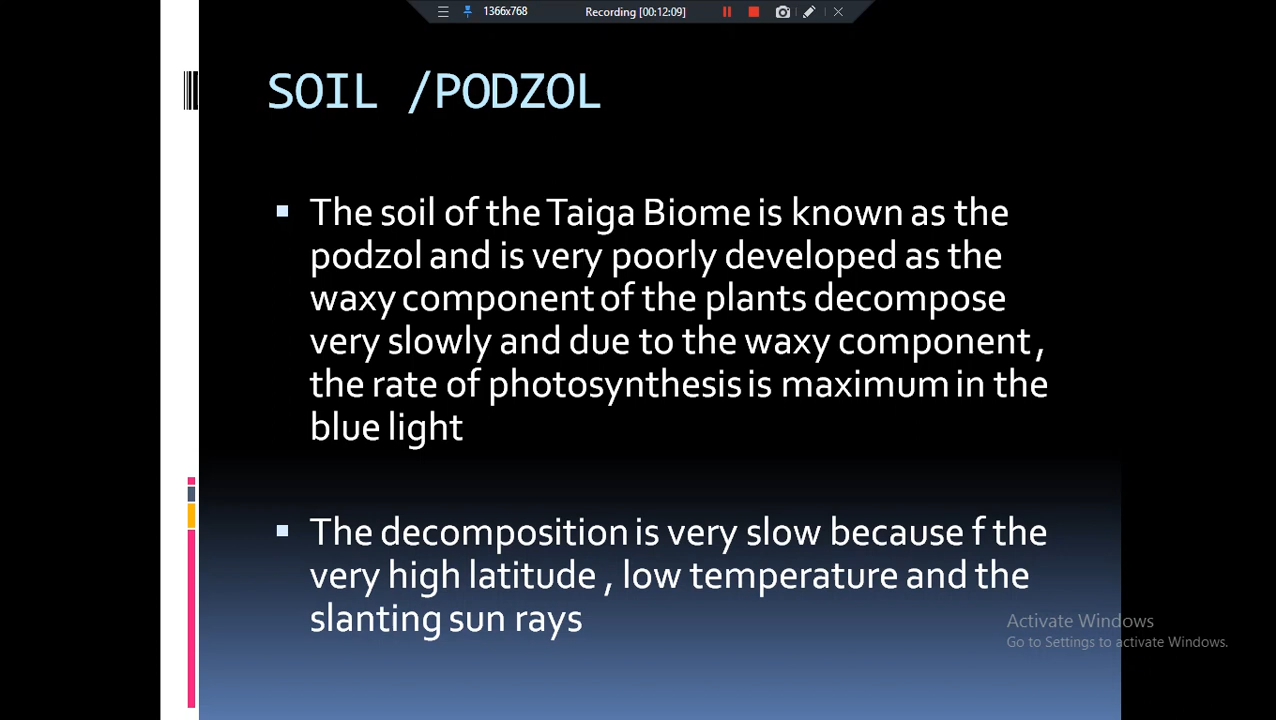 1366x768 Recording [00:12:09]
SOIL /PODZOL
The soil of the Taiga Biome is known as the
podzol and is very poorly developed as the
waxy component of the plants decompose
very slowly and due to the waxy component ,
the rate of photosynthesis is maximum in the
blue light
The decomposition is very slow because f the
very high latitude , low temperature and the
slanting sun rays
Activate Windows
Go to Settings to activate Windows.